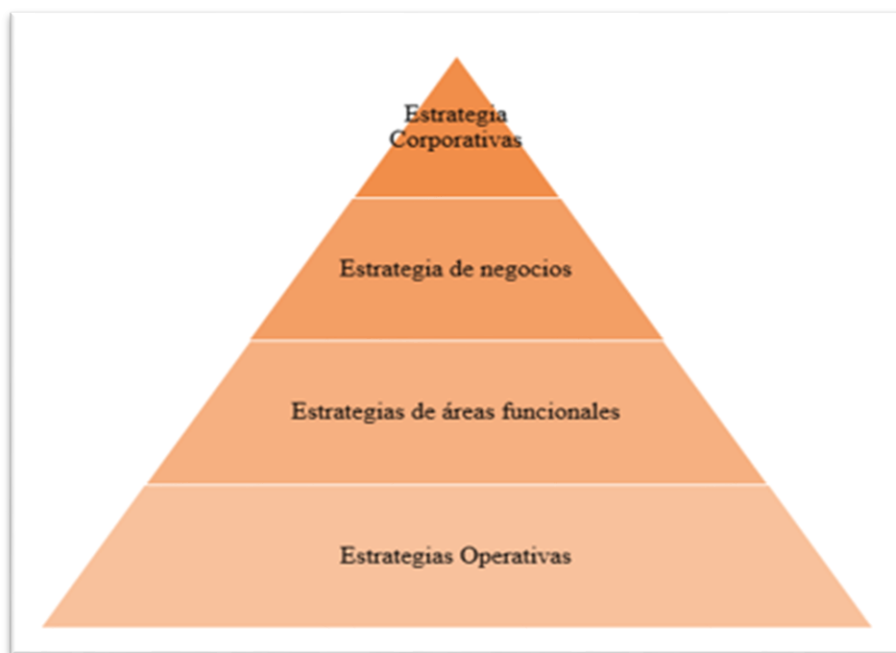 Estrategia
Corporativas
Estrategia de negocios
Estrategias de áreas funcionales
Estrategias Operativas